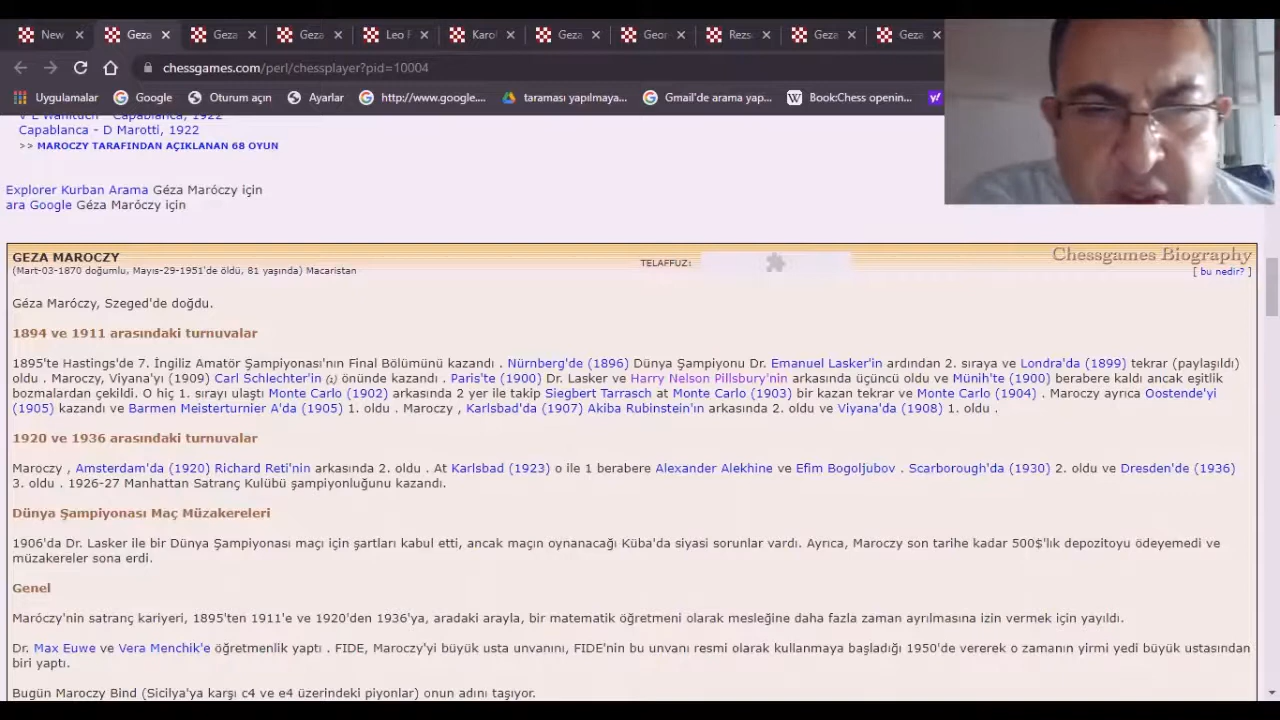 New
Geza
Geza
Geza
Leo F
Karol
Geza
Geor
Rezs
Geza
Geza
chessgames.com/perl/chessplayer?pid=10004
Uygulamalar
Google
Oturum açın
Ayarlar
http://www.google....
taraması yapılmaya...
Gmail'de arama yap...
Book:Chess openin...
Capablanca - D Marotti, 1922
>> MAROCZY TARAFINDAN AÇIKLANAN 68 OYUN
Explorer Kurban Arama Géza Maróczy için
ara Google Géza Maróczy için
GEZA MAROCZY
(Mart-03-1870 doğumlu, Mayıs-29-1951'de öldü, 81 yaşında) Macaristan
TELAFFUZ:
Chessgames Biography
[ bu nedir? ]
Géza Maróczy, Szeged'de doğdu.
1894 ve 1911 arasındaki turnuvalar
1895'te Hastings'de 7. İngiliz Amatör Şampiyonası'nın Final Bölümünü kazandı . Nürnberg'de (1896) Dünya Şampiyonu Dr. Emanuel Lasker'in ardından 2. sıraya ve Londra'da (1899) tekrar (paylaşıldı)
oldu . Maroczy, Viyana'yı (1909) Carl Schlechter'in (¿) önünde kazandı . Paris'te (1900) Dr. Lasker ve Harry Nelson Pillsbury'nin arkasında üçüncü oldu ve Münih'te (1900) berabere kaldı ancak eşitlik
bozmalardan çekildi. O hiç 1. sırayı ulaştı Monte Carlo (1902) arkasında 2 yer ile takip Siegbert Tarrasch at Monte Carlo (1903) bir kazan tekrar ve Monte Carlo (1904) . Maroczy ayrıca Oostende'yi
(1905) kazandı ve Barmen Meisterturnier A'da (1905) 1. oldu . Maroczy , Karlsbad'da (1907) Akiba Rubinstein'ın arkasında 2. oldu ve Viyana'da (1908) 1. oldu .
1920 ve 1936 arasındaki turnuvalar
Maroczy , Amsterdam'da (1920) Richard Reti'nin arkasında 2. oldu . At Karlsbad (1923) o ile 1 berabere Alexander Alekhine ve Efim Bogoljubov . Scarborough'da (1930) 2. oldu ve Dresden'de (1936)
3. oldu . 1926-27 Manhattan Satranç Kulübü şampiyonluğunu kazandı.
Dünya Şampiyonası Maç Müzakereleri
1906'da Dr. Lasker ile bir Dünya Şampiyonası maçı için şartları kabul etti, ancak maçın oynanacağı Küba'da siyasi sorunlar vardı. Ayrıca, Maroczy son tarihe kadar 500$'lık depozitoyu ödeyemedi ve
müzakereler sona erdi.
Genel
Maróczy'nin satranç kariyeri, 1895'ten 1911'e ve 1920'den 1936'ya, aradaki arayla, bir matematik öğretmeni olarak mesleğine daha fazla zaman ayrılmasına izin vermek için yayıldı.
Dr. Max Euwe ve Vera Menchik'e öğretmenlik yaptı . FIDE, Maroczy'yi büyük usta unvanını, FIDE'nin bu unvanı resmi olarak kullanmaya başladığı 1950'de vererek o zamanın yirmi yedi büyük ustasından
biri yaptı.
Bugün Maroczy Bind (Sicilya'ya karşı c4 ve e4 üzerindeki piyonlar) onun adını taşıyor.